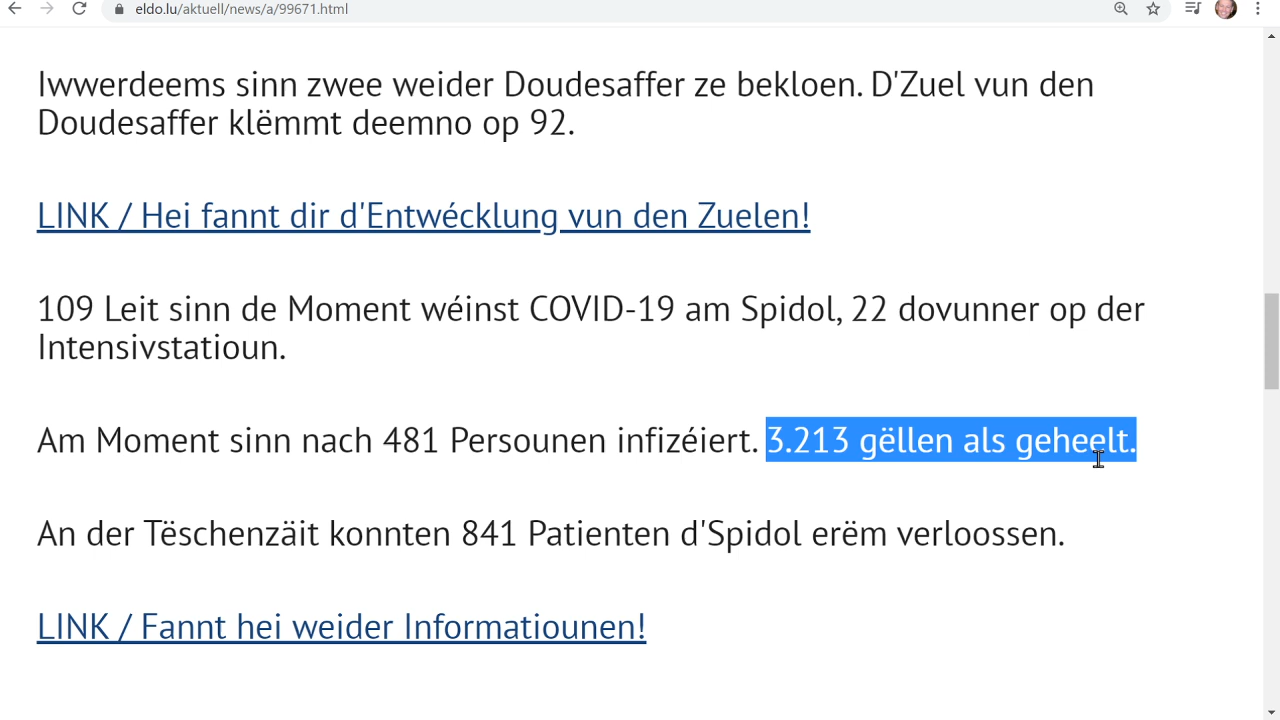 eldo.lu/aktuell/news/a/99671.html
Iwwerdeems sinn zwee weider Doudesaffer ze bekloen. D'Zuel vun den
Doudesaffer klëmmt deemno op 92.
LINK / Hei fannt dir d'Entwécklung vun den Zuelen!
109 Leit sinn de Moment wéinst COVID-19 am Spidol, 22 dovunner op der
Intensivstatioun.
Am Moment sinn nach 481 Persounen infizéiert. 3.213 gëllen als geheelt.
An der Tëschenzäit konnten 841 Patienten d'Spidol erëm verloossen.
LINK / Fannt hei weider Informatiounen!